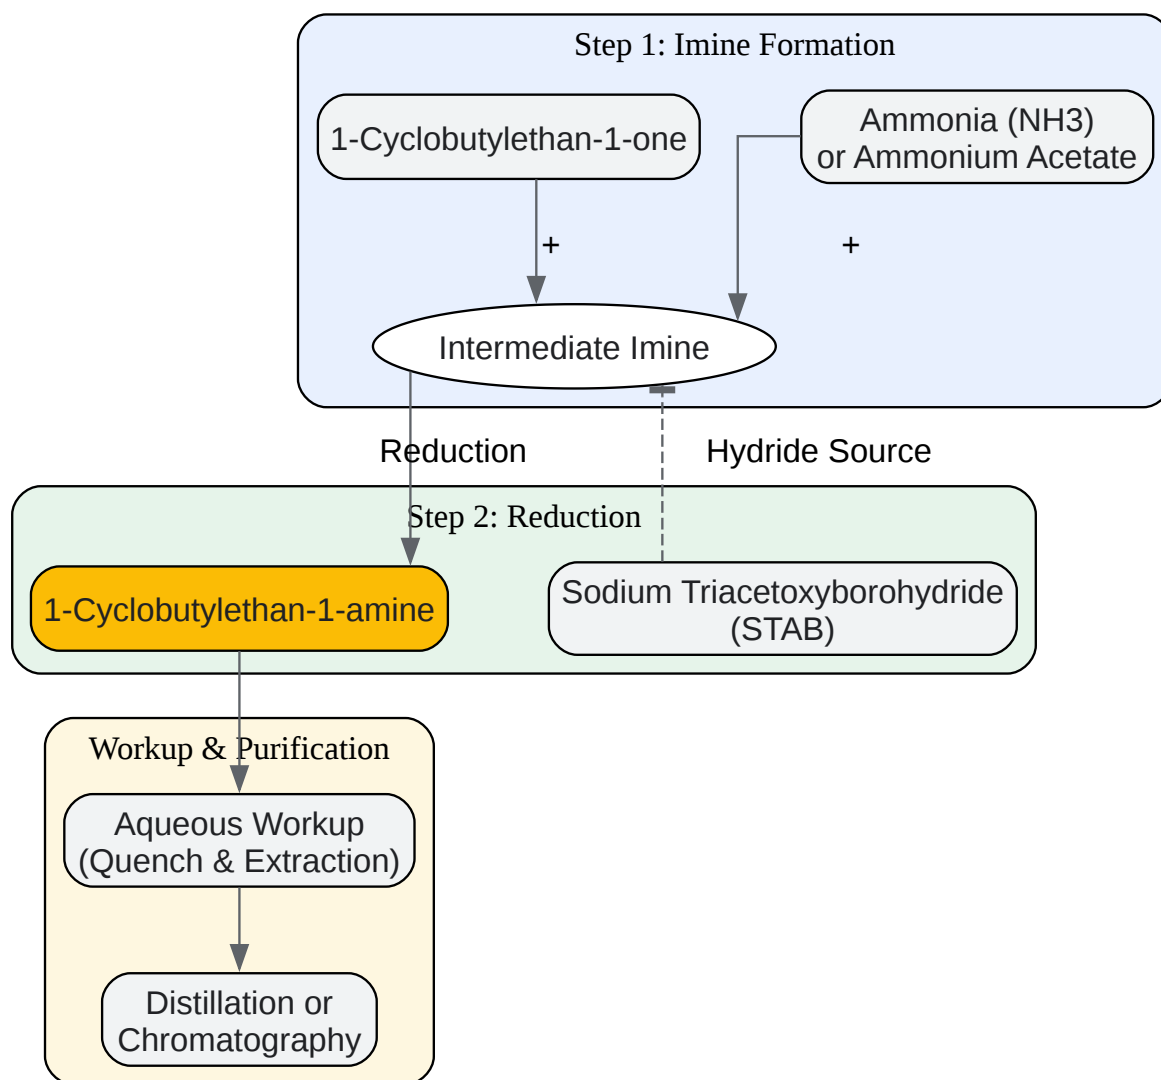 Step 1: Imine Formation
1-Cyclobutylethan-1-one
Ammonia (NH3)
or Ammonium Acetate
+
+
Intermediate Imine
Reduction
Hydride Source
Step 2: Reduction
1-Cyclobutylethan-1-amine
Sodium Triacetoxyborohydride
(STAB)
Workup & Purification
Aqueous Workup
(Quench & Extraction)
Distillation or
Chromatography